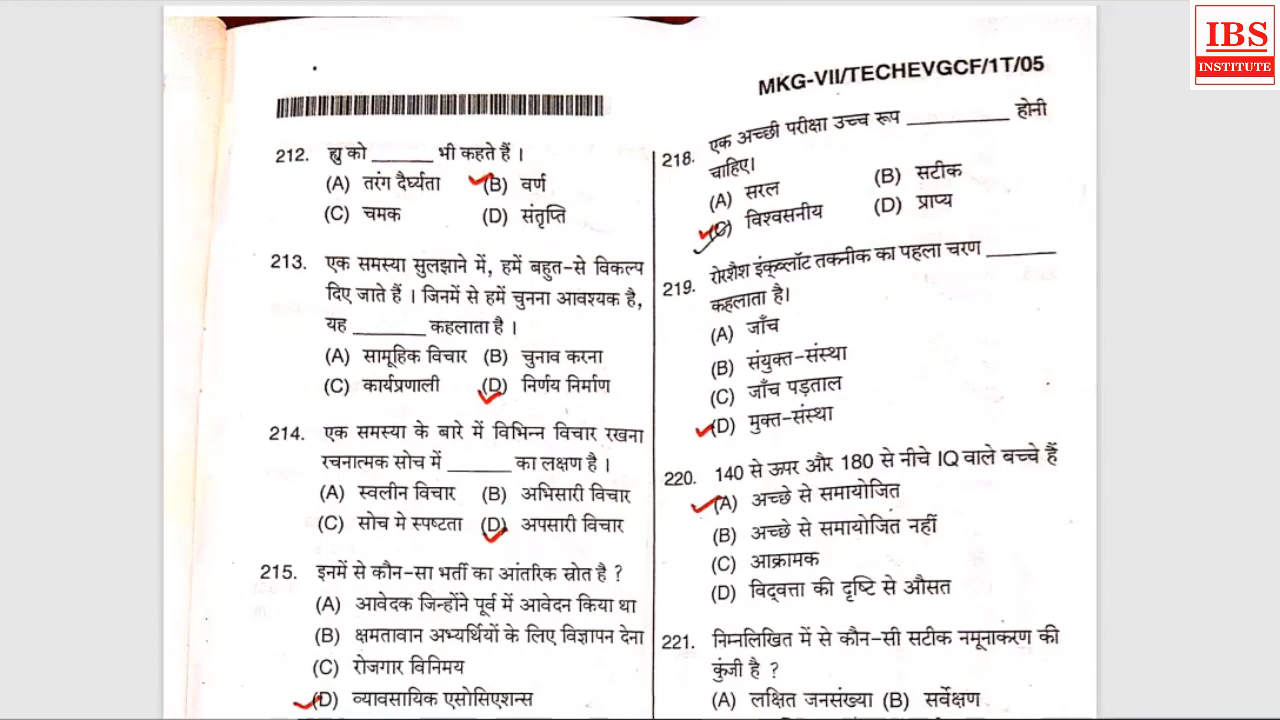 IBS
INSTITUTE
MKG-VII/TECHEVGCF/1T/05
212. ह्यु को ______ भी कहते हैं ।
(A) तरंग दैर्घ्यता (B) वर्ण
(C) चमक (D) संतृप्ति
213. एक समस्या सुलझाने में, हमें बहुत-से विकल्प
दिए जाते हैं । जिनमें से हमें चुनना आवश्यक है,
यह ______ कहलाता है ।
(A) सामूहिक विचार (B) चुनाव करना
(C) कार्यप्रणाली (D) निर्णय निर्माण
214. एक समस्या के बारे में विभिन्न विचार रखना
रचनात्मक सोच में ______ का लक्षण है ।
(A) स्वलीन विचार (B) अभिसारी विचार
(C) सोच मे स्पष्टता (D) अपसारी विचार
215. इनमें से कौन-सा भर्ती का आंतरिक स्रोत है ?
(A) आवेदक जिन्होंने पूर्व में आवेदन किया था
(B) क्षमतावान अभ्यर्थियों के लिए विज्ञापन देना
(C) रोजगार विनिमय
(D) व्यावसायिक एसोसिएशन्स
218. एक अच्छी परीक्षा उच्च रूप ______ होनी
चाहिए।
(A) सरल (B) सटीक
(C) विश्वसनीय (D) प्राप्य
219. रोरशैश इंक्ब्लॉट तकनीक का पहला चरण ______
कहलाता है।
(A) जाँच
(B) संयुक्त-संस्था
(C) जाँच पड़ताल
(D) मुक्त-संस्था
220. 140 से ऊपर और 180 से नीचे IQ वाले बच्चे हैं
(A) अच्छे से समायोजित
(B) अच्छे से समायोजित नहीं
(C) आक्रामक
(D) विद्वत्ता की दृष्टि से औसत
221. निम्नलिखित में से कौन-सी सटीक नमूनाकरण की
कुंजी है ?
(A) लक्षित जनसंख्या (B) सर्वेक्षण